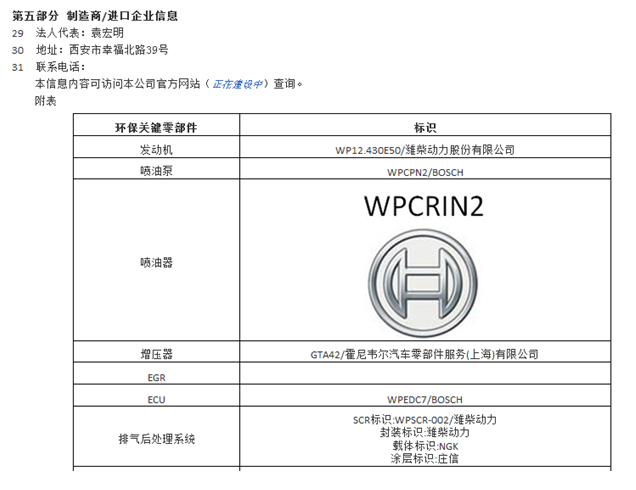 第五部分 制造商/进口企业信息
29 法人代表：袁宏明
30 地址：西安市幸福北路39号
31 联系电话：
本信息内容可访问本公司官方网站（正在建设中）查询。
附表
环保关键零部件 标识
发动机 WP12.430E50/潍柴动力股份有限公司
喷油泵 WPCPN2/BOSCH
WPCRIN2
喷油器
增压器 GTA42/霍尼韦尔汽车零部件服务(上海)有限公司
EGR
ECU WPEDC7/BOSCH
SCR标识:WPSCR-002/潍柴动力
封装标识:潍柴动力
排气后处理系统
载体标识:NGK
涂层标识:庄信